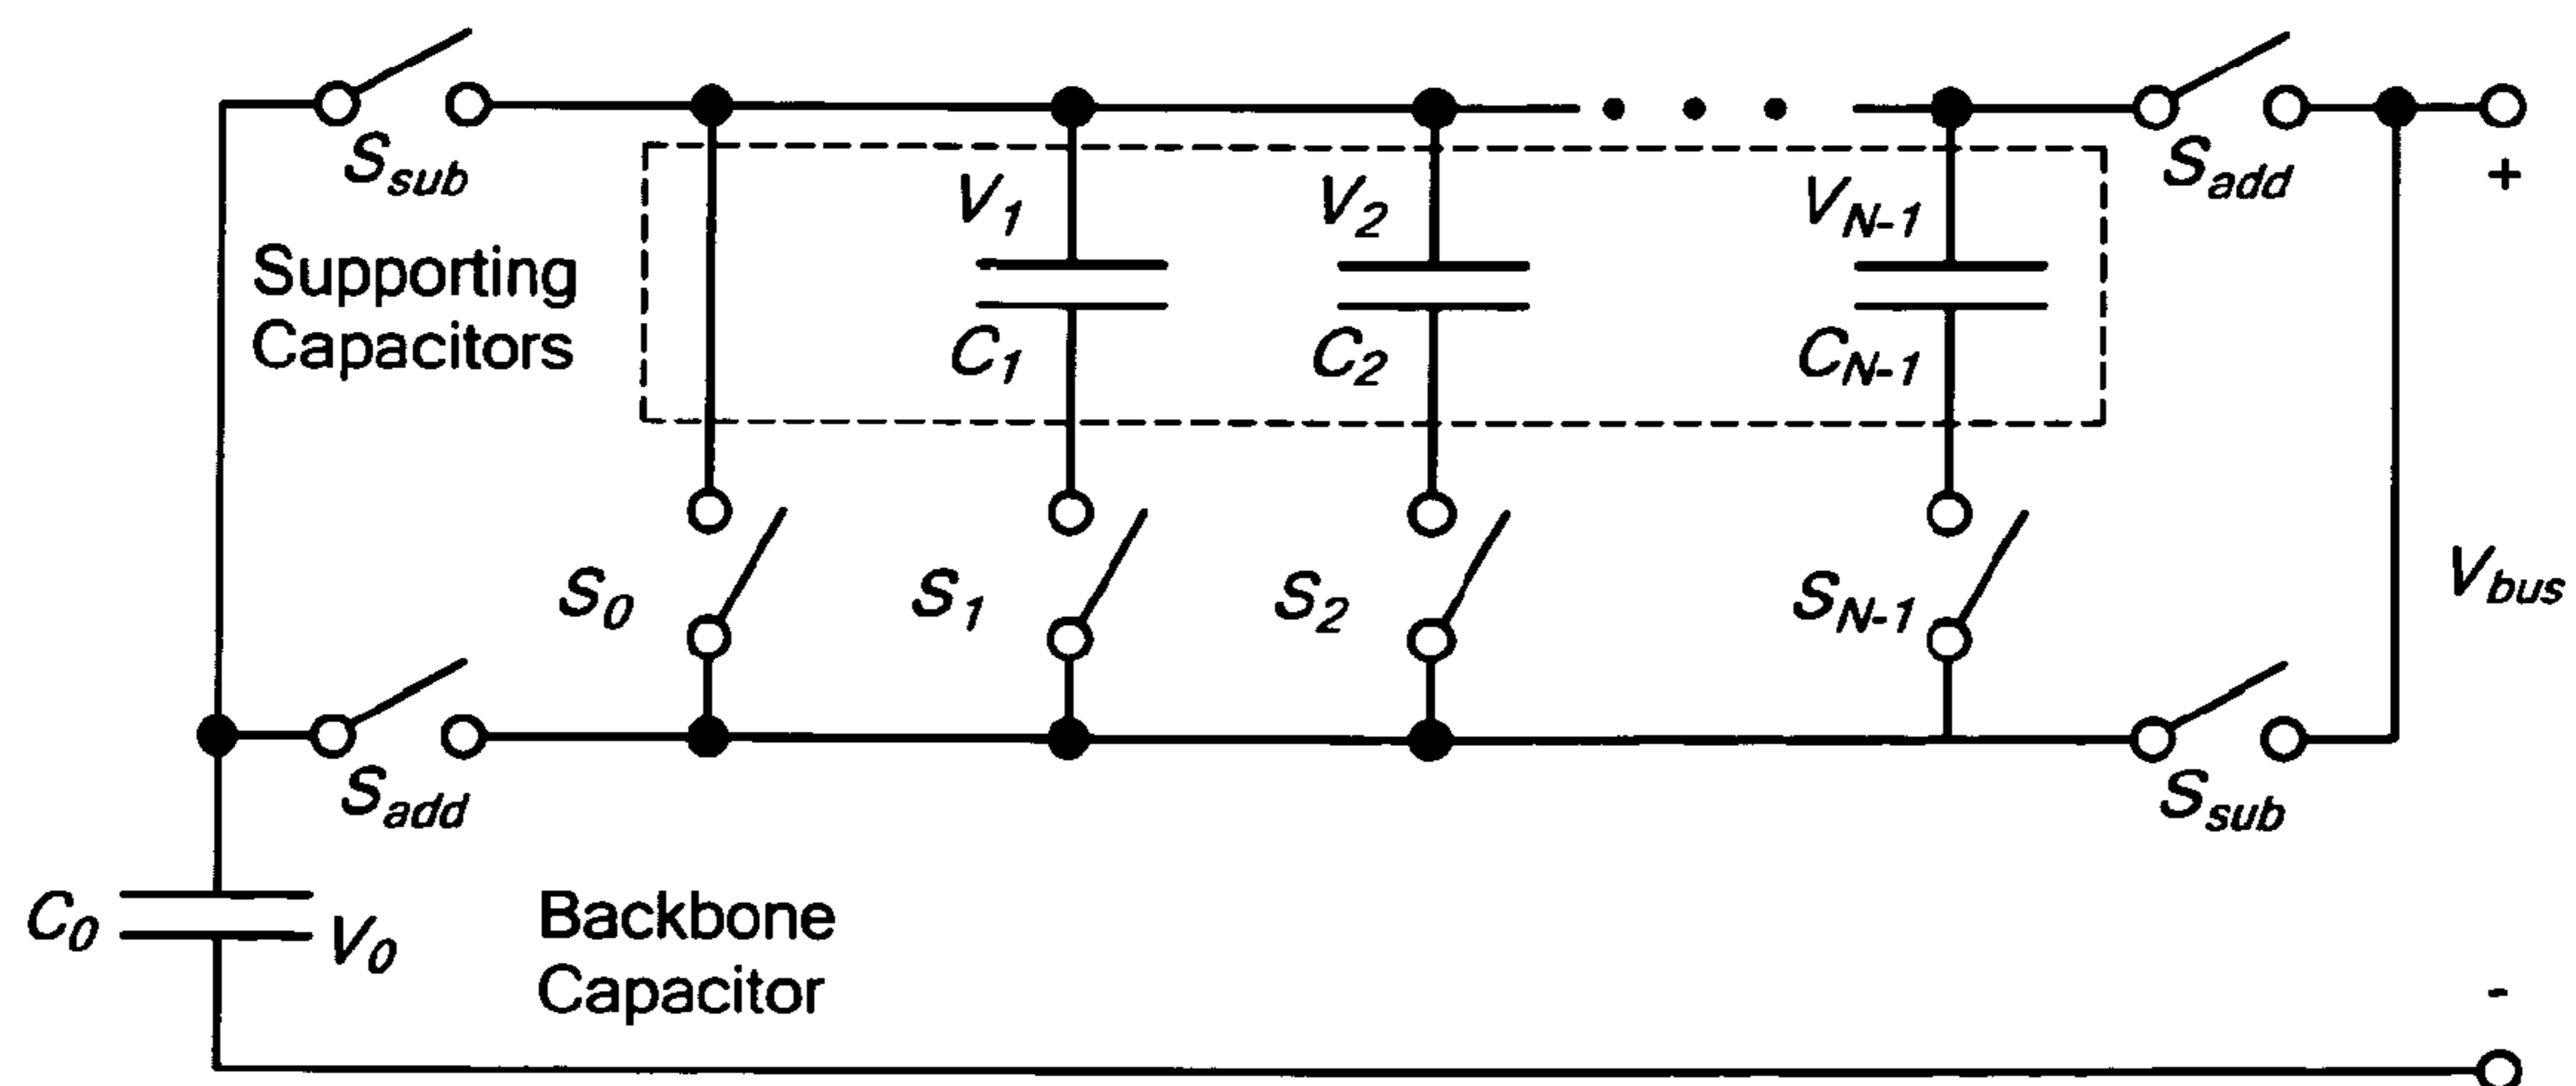 S_sub
S_add
+
V_1
V_2
V_N-1
Supporting
Capacitors
C_1
C_2
C_N-1
S_0
S_1
S_2
S_N-1
V_bus
S_add
S_sub
C_0
V_0
Backbone
Capacitor
-